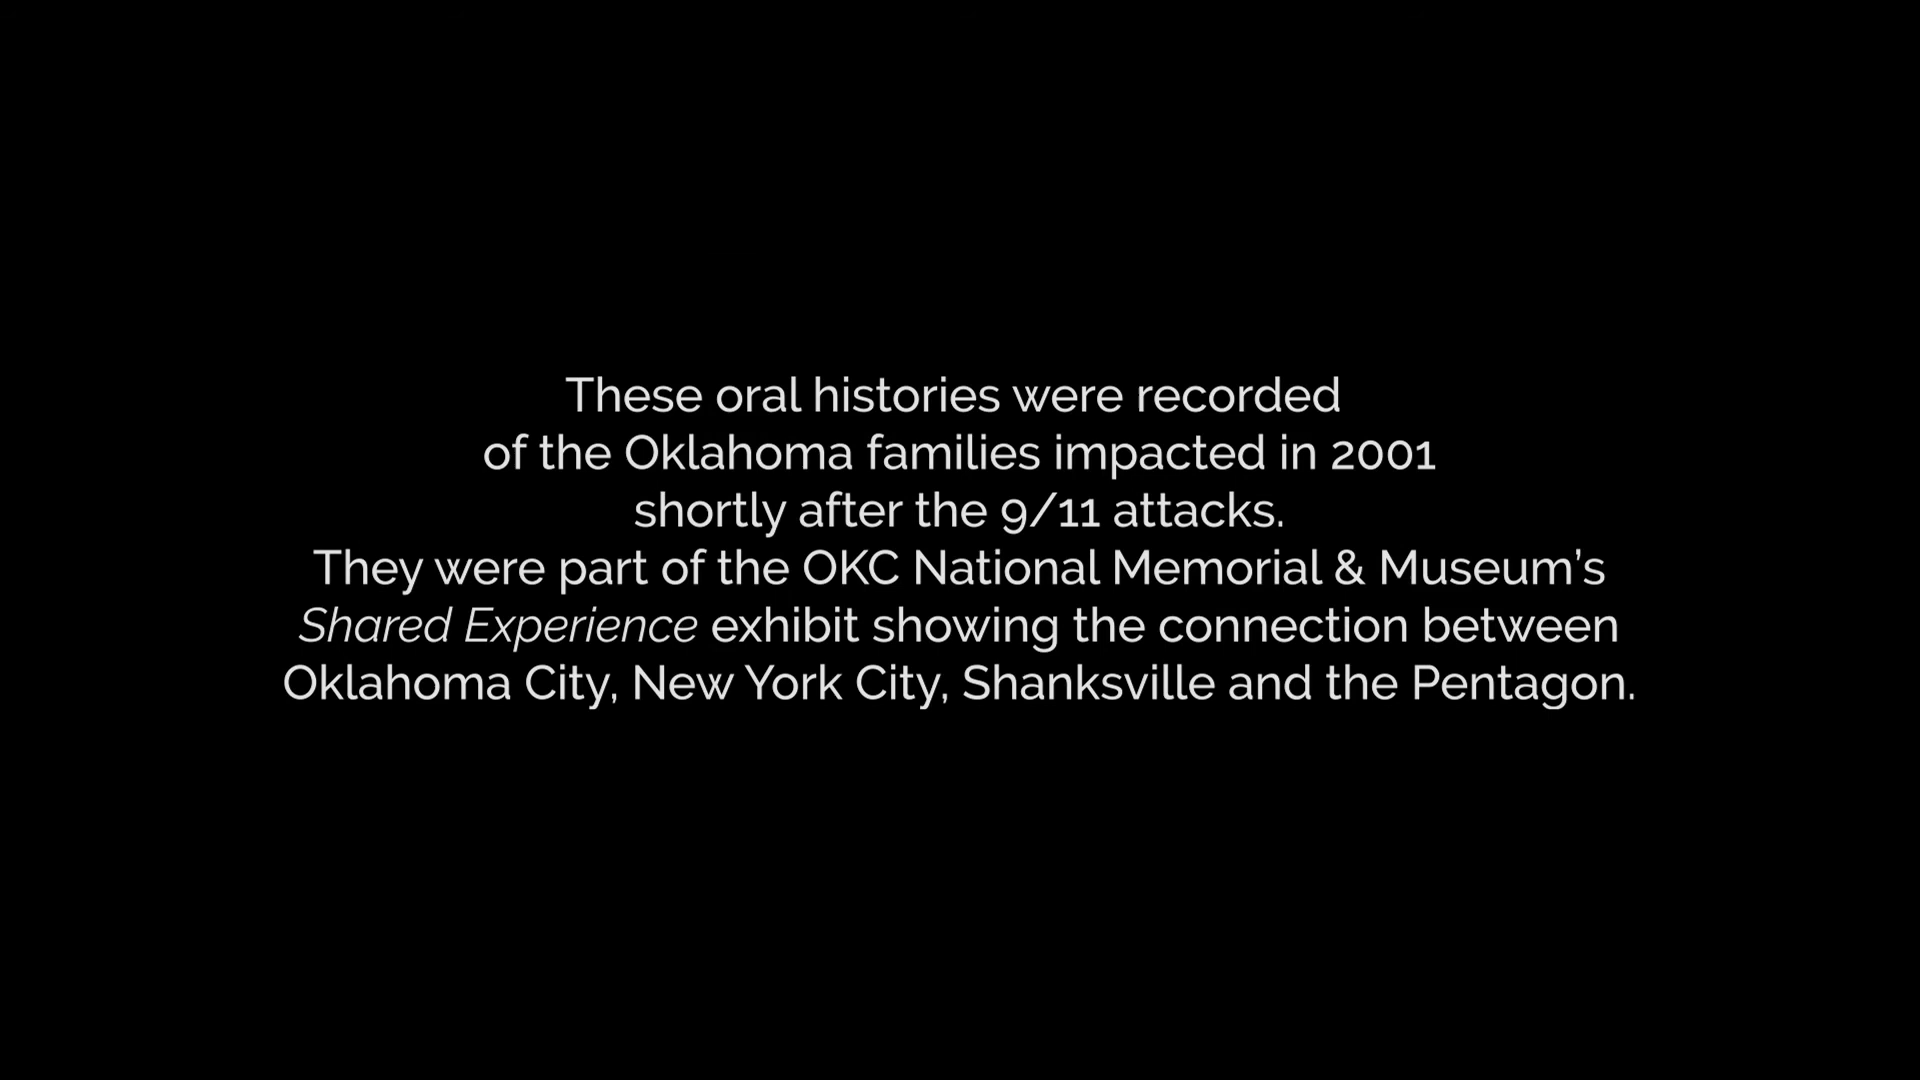 These oral histories were recorded
of the Oklahoma families impacted in 2001
shortly after the 9/11 attacks.
They were part of the OKC National Memorial & Museum’s
Shared Experience exhibit showing the connection between
Oklahoma City, New York City, Shanksville and the Pentagon.